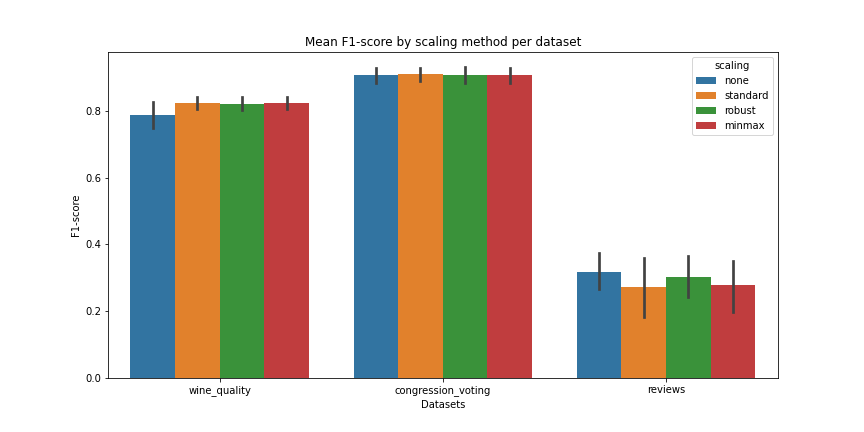 Mean F1-score by scaling method per dataset
scaling
none
standard
robust
minmax
F1-score
0.8
0.6
0.4
0.2
0.0
wine_quality
congression_voting
reviews
Datasets